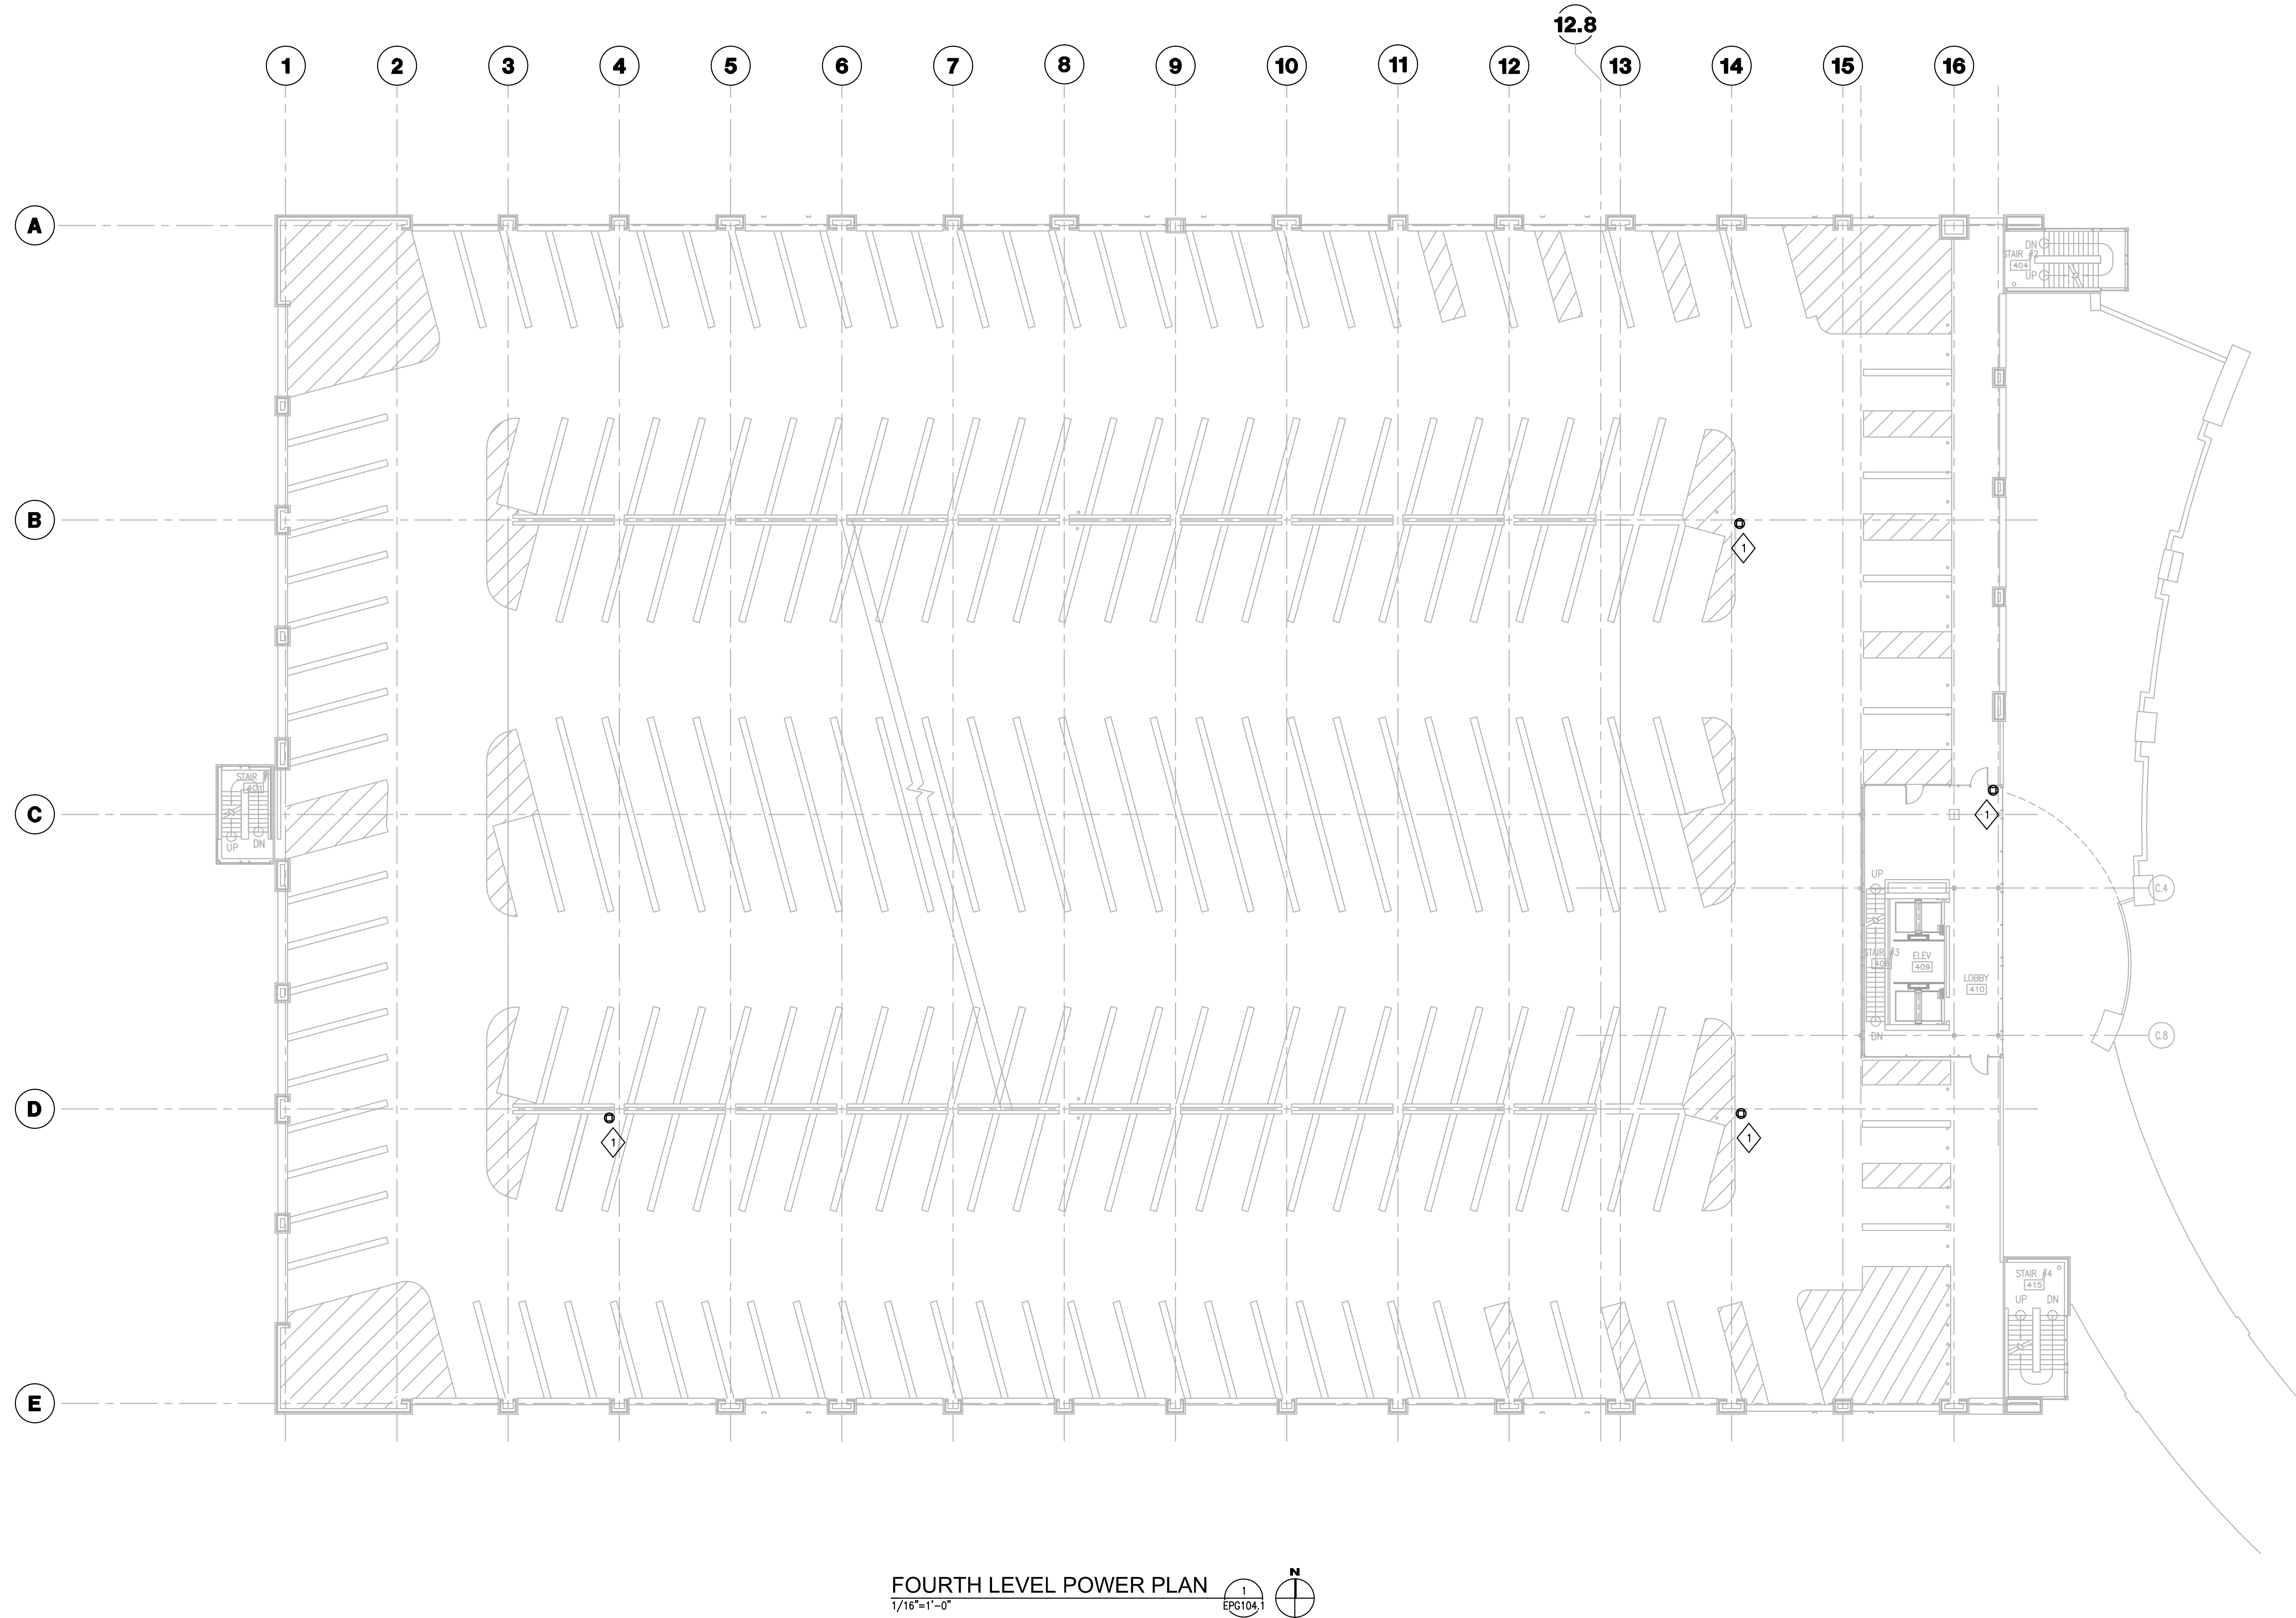 12.8
1 2 3 4 5 6 7 8 9 10 11 12 13 14 15 16
A
DN
STAIR #2
404
UP
B
1
STAIR
401
C
1
UP DN
UP
C.4
STAIR #3
ELEV
409
LOBBY
410
DN
C.8
D
1
1
STAIR #4
415
UP DN
E
N
FOURTH LEVEL POWER PLAN
1
1/16"=1'-0"
EPG104.1